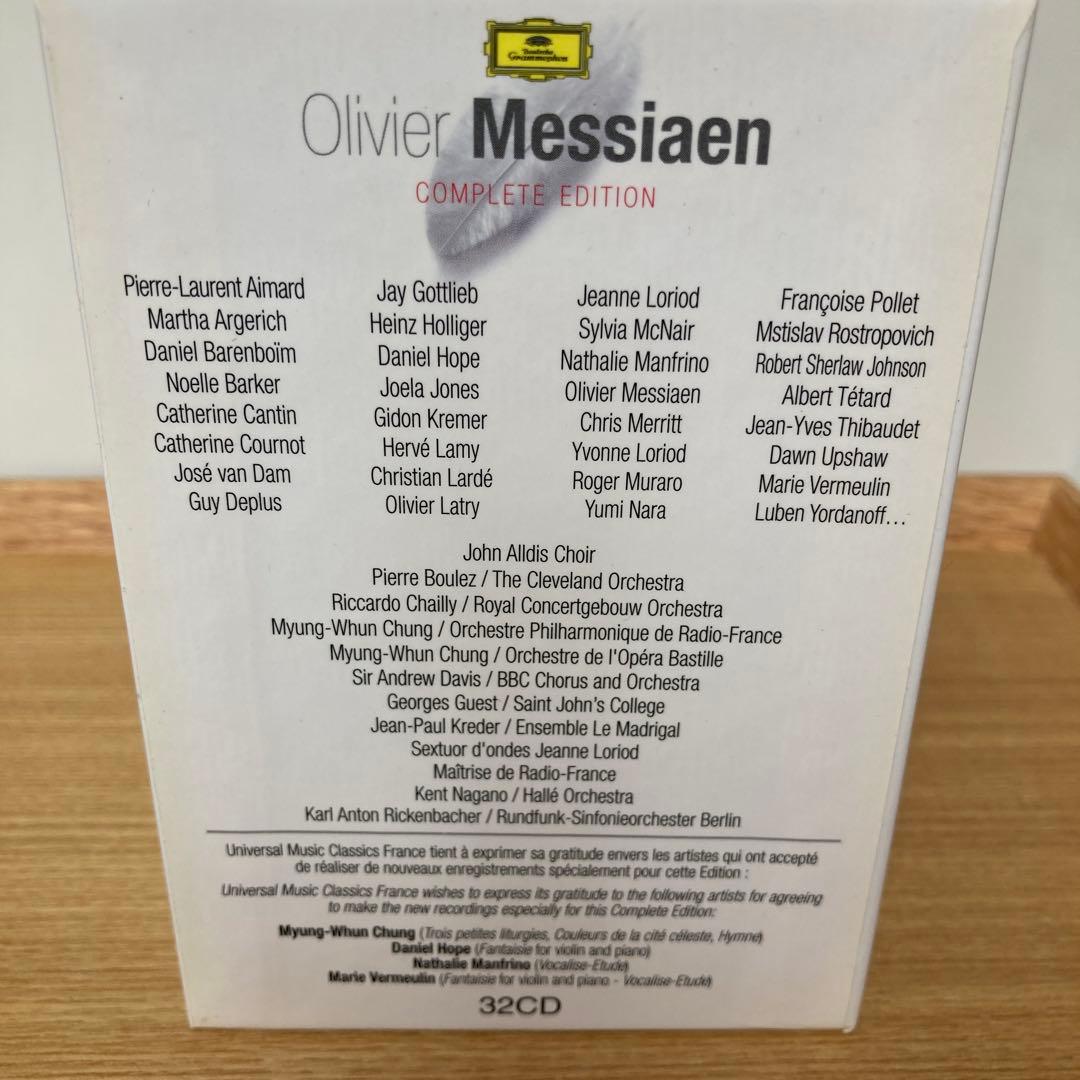 Deutsche
Grammophon
Olivier Messiaen
COMPLETE EDITION
Pierre-Laurent Aimard
Martha Argerich
Daniel Barenboïm
Noelle Barker
Catherine Cantin
Catherine Cournot
José van Dam
Guy Deplus
Jay Gottlieb
Heinz Holliger
Daniel Hope
Joela Jones
Gidon Kremer
Hervé Lamy
Christian Lardé
Olivier Latry
Jeanne Loriod
Sylvia McNair
Nathalie Manfrino
Olivier Messiaen
Chris Merritt
Yvonne Loriod
Roger Muraro
Yumi Nara
Françoise Pollet
Mstislav Rostropovich
Robert Sherlaw Johnson
Albert Tétard
Jean-Yves Thibaudet
Dawn Upshaw
Marie Vermeulin
Luben Yordanoff...
John Alldis Choir
Pierre Boulez / The Cleveland Orchestra
Riccardo Chailly / Royal Concertgebouw Orchestra
Myung-Whun Chung / Orchestre Philharmonique de Radio-France
Myung-Whun Chung / Orchestre de l'Opéra Bastille
Sir Andrew Davis / BBC Chorus and Orchestra
Georges Guest / Saint John's College
Jean-Paul Kreder / Ensemble Le Madrigal
Sextuor d'ondes Jeanne Loriod
Maîtrise de Radio-France
Kent Nagano / Hallé Orchestra
Karl Anton Rickenbacher / Rundfunk-Sinfonieorchester Berlin
Universal Music Classics France tient à exprimer sa gratitude envers les artistes qui ont accepté
de réaliser de nouveaux enregistrements spécialement pour cette Edition :
Universal Music Classics France wishes to express its gratitude to the following artists for agreeing
to make the new recordings especially for this Complete Edition:
Myung-Whun Chung (Trois petites liturgies, Couleurs de la cité céleste, Hymne)
Daniel Hope (Fantaisie for violin and piano)
Nathalie Manfrino (Vocalise-Etude)
Marie Vermeulin (Fantaisie for violin and piano - Vocalise-Etude)
32CD